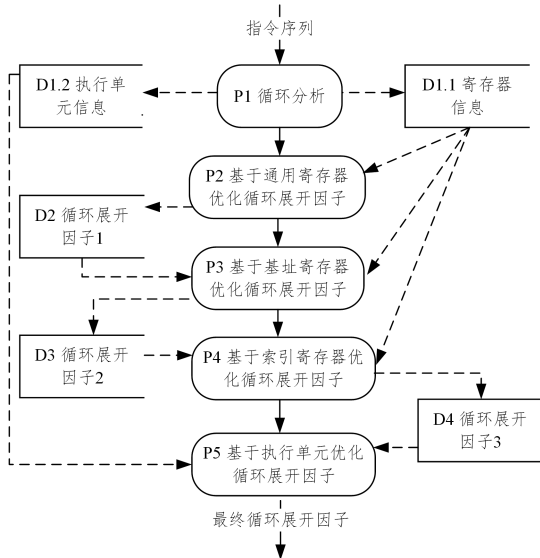 指令序列
D1.2 执行单
元信息
P1 循环分析
D1.1 寄存器
信息
P2 基于通用寄存器
优化循环展开因子
D2 循环展开
因子1
P3 基于基址寄存器
优化循环展开因子
D3 循环展开
因子2
P4 基于索引寄存器优
化循环展开因子
D4 循环展开
因子3
P5 基于执行单元优化
循环展开因子
最终循环展开因子